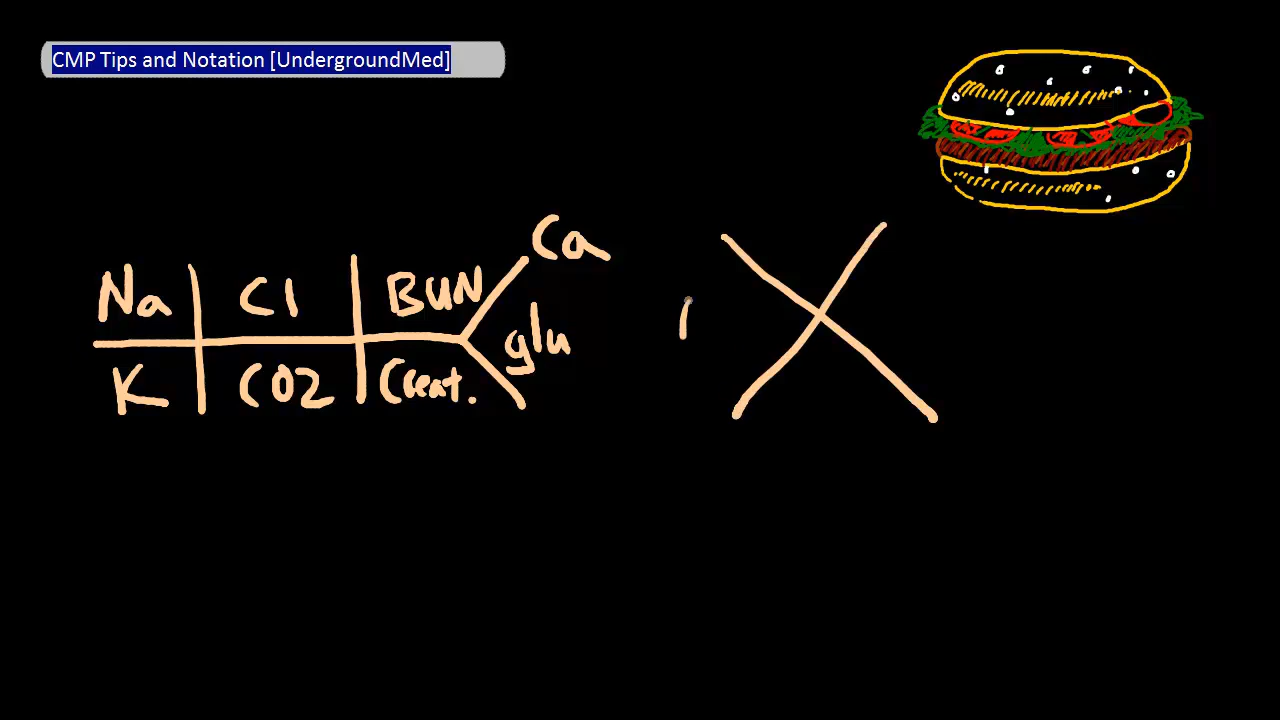 CMP Tips and Notation [UndergroundMed]
Na Cl BUN Ca
K CO2 Creat. glu